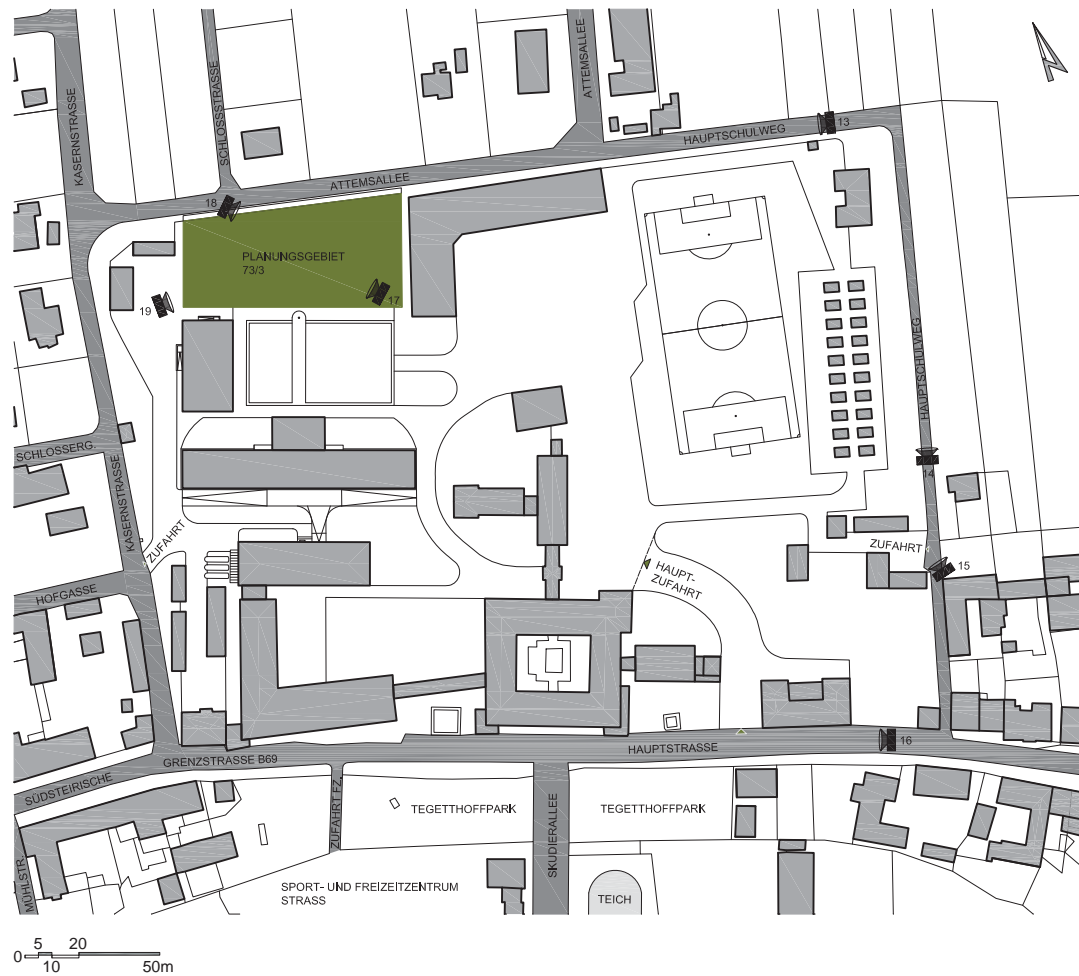 ATTEMSALLEE
KASERNSTRASSE
SCHLOSSSTRASSE
13
HAUPTSCHULWEG
ATTEMSALLEE
18
PLANUNGSGEBIET
73/3
17
19
HAUPTSCHULWEG
SCHLOSSERG.
KASERNSTRASSE
14
ZUFAHRT
ZUFAHRT
15
HAUPT-
ZUFAHRT
HOFGASSE
HAUPTSTRASSE
16
GRENZSTRASSE B69
SÜDSTEIRISCHE
ZUFAHRT FZ.
TEGETTHOFFPARK
TEGETTHOFFPARK
SKUDIERALLEE
MÜHLSTR.
SPORT- UND FREIZEITZENTRUM
STRASS
TEICH
0 5 20
10 50m